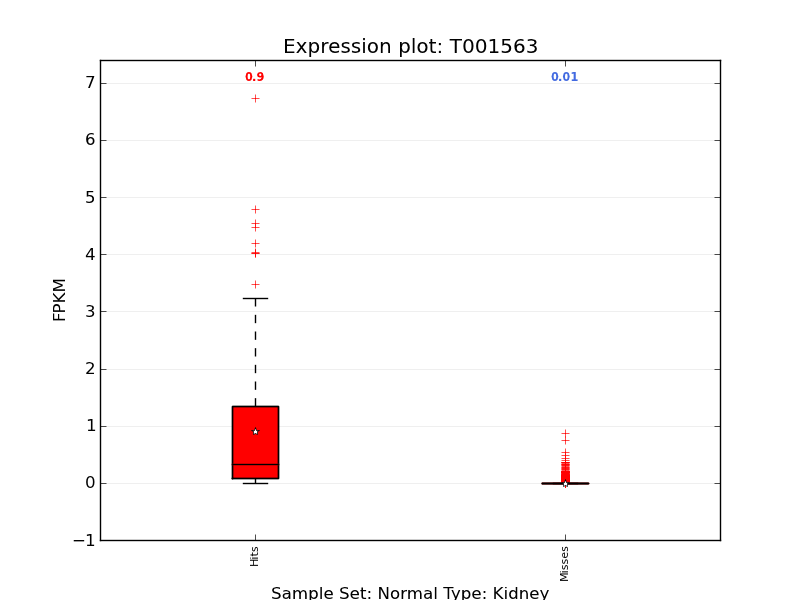 Expression plot: T001563
0.9
0.01
7
6
5
4
3
2
1
0
−1
FPKM
Hits
Misses
Sample Set: Normal Type: Kidney